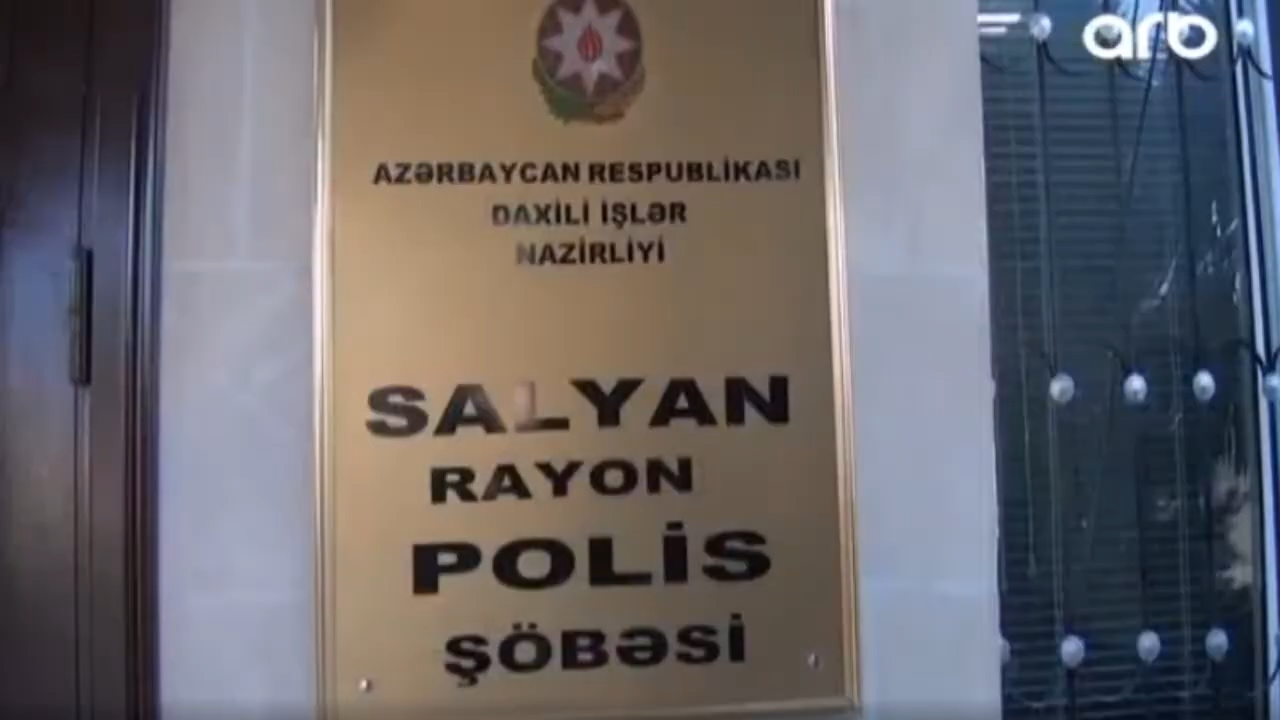 arb
AZƏRBAYCAN RESPUBLİKASI
DAXİLİ İŞLƏR
NAZİRLİYİ
SALYAN
RAYON
POLİS
ŞÖBƏSİ